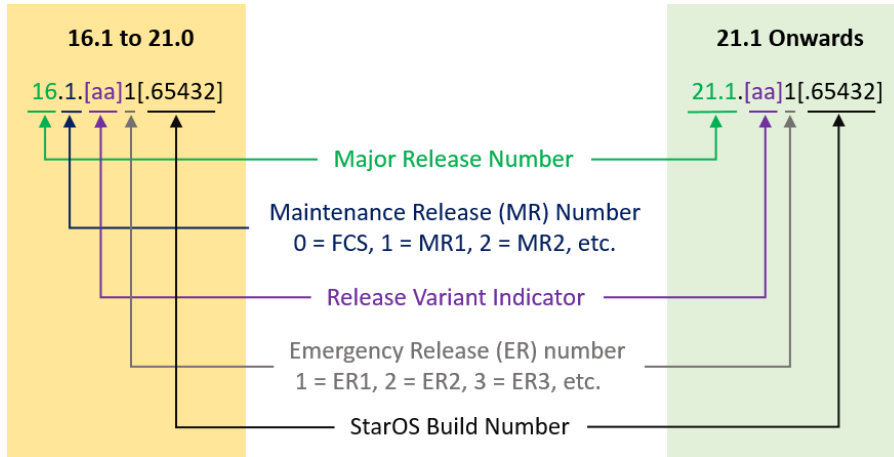 16.1 to 21.0
21.1 Onwards
16.1.[aa]1[.65432]
21.1.[aa]1[.65432]
Major Release Number
Maintenance Release (MR) Number
0 = FCS, 1 = MR1, 2 = MR2, etc.
Release Variant Indicator
Emergency Release (ER) number
1 = ER1, 2 = ER2, 3 = ER3, etc.
StarOS Build Number